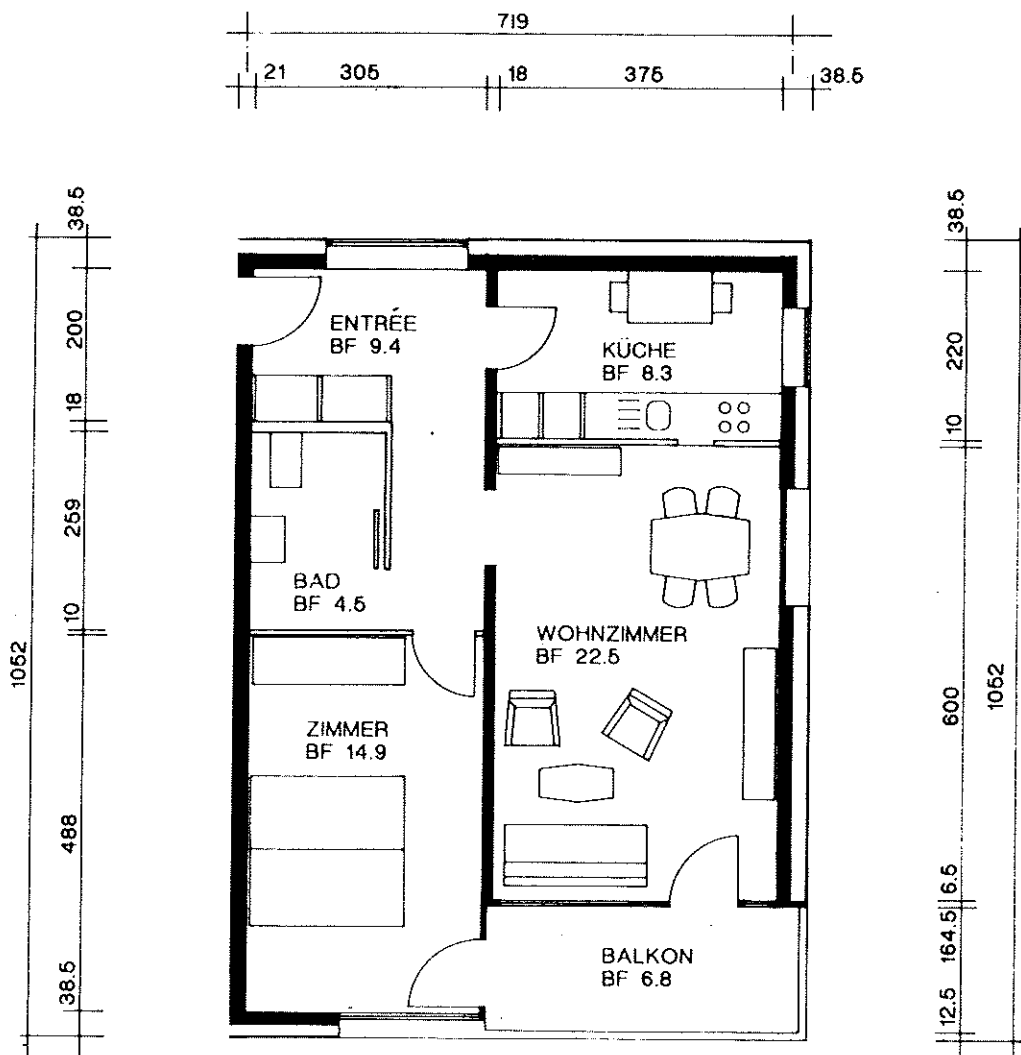 719
21 305 18 375 38.5
38.5
200
18
259
10
488
38.5
1052
38.5
220
10
600
6.5
164.5
12.5
1052
ENTRÉE
BF 9.4
KÜCHE
BF 8.3
BAD
BF 4.5
WOHNZIMMER
BF 22.5
ZIMMER
BF 14.9
BALKON
BF 6.8